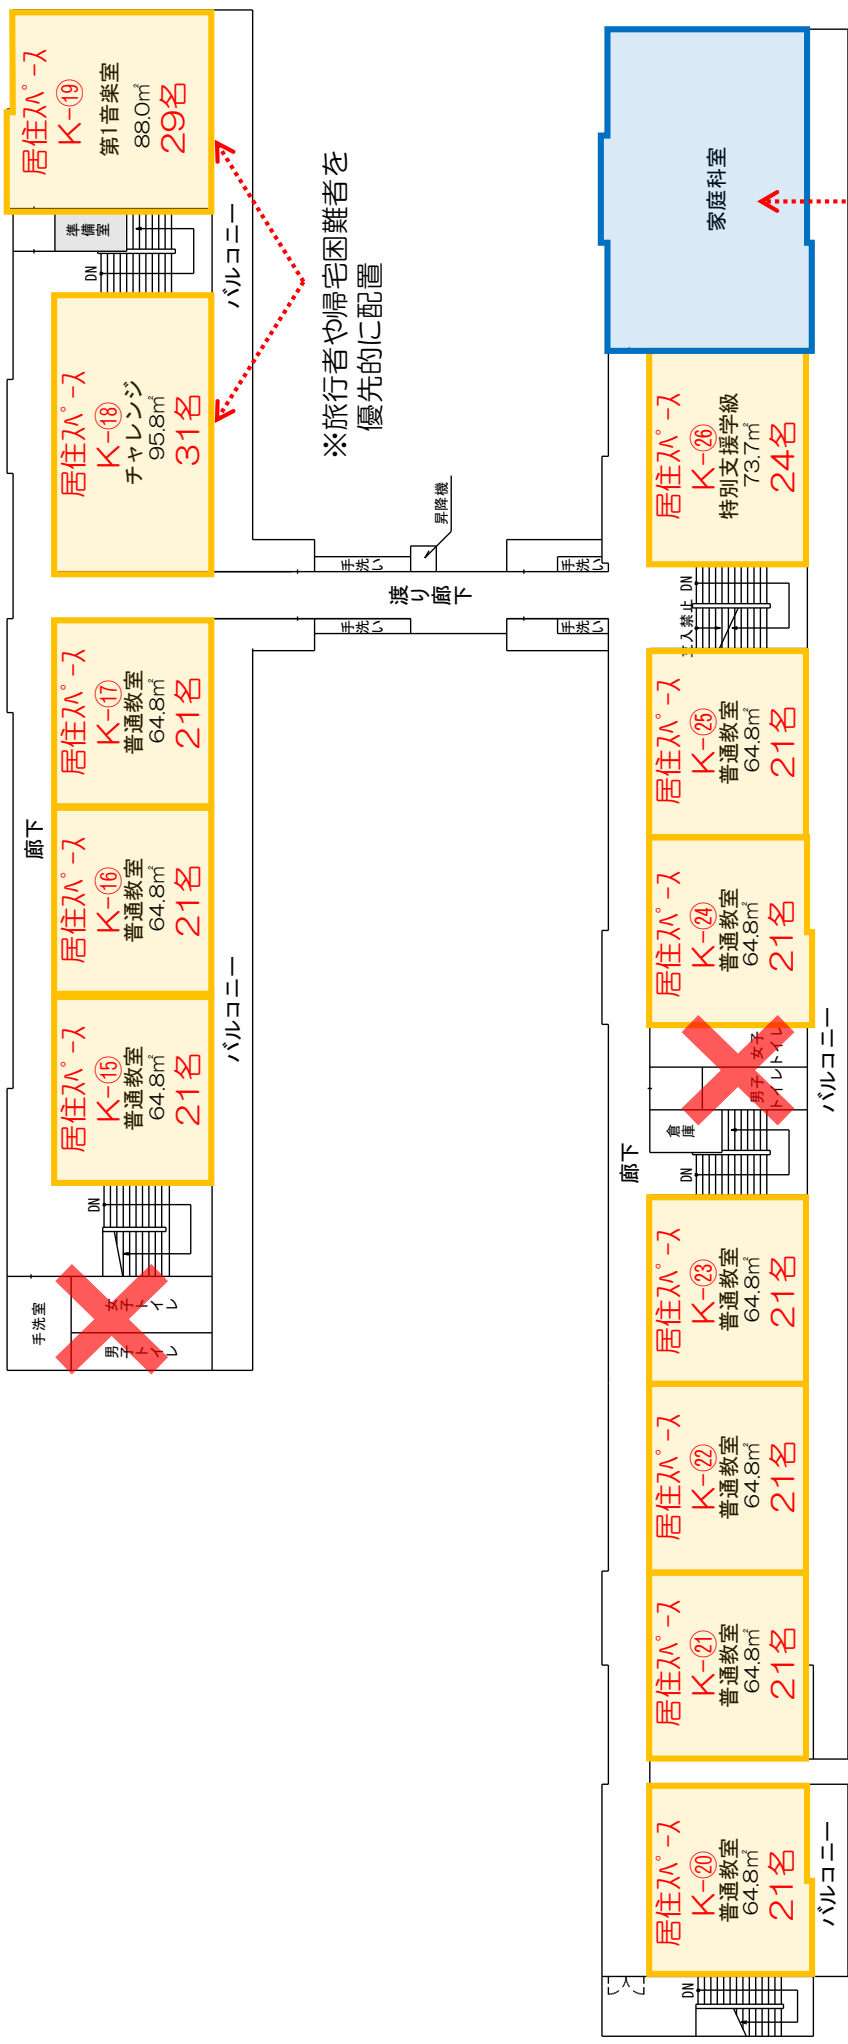 手洗室
男子
トイレ
女子
トイレ
DN
廊下
居住ｽﾍﾟｰｽ
K-⑮
普通教室
64.8㎡
21名
居住ｽﾍﾟｰｽ
K-⑯
普通教室
64.8㎡
21名
居住ｽﾍﾟｰｽ
K-⑰
普通教室
64.8㎡
21名
居住ｽﾍﾟｰｽ
K-⑱
チャレンジ
95.8㎡
31名
DN
準備室
居住ｽﾍﾟｰｽ
K-⑲
第1音楽室
88.0㎡
29名
バルコニー
バルコニー
※旅行者や帰宅困難者を
優先的に配置
手洗い
手洗い
渡り
廊下
昇降機
手洗い
手洗い
廊下
DN
居住ｽﾍﾟｰｽ
K-⑳
普通教室
64.8㎡
21名
居住ｽﾍﾟｰｽ
K-㉑
普通教室
64.8㎡
21名
居住ｽﾍﾟｰｽ
K-㉒
普通教室
64.8㎡
21名
居住ｽﾍﾟｰｽ
K-㉓
普通教室
64.8㎡
21名
DN
倉庫
男子
トイレ
女子
トイレ
居住ｽﾍﾟｰｽ
K-㉔
普通教室
64.8㎡
21名
居住ｽﾍﾟｰｽ
K-㉕
普通教室
64.8㎡
21名
立入禁止
DN
居住ｽﾍﾟｰｽ
K-㉖
特別支援学級
73.7㎡
24名
家庭科室
バルコニー
バルコニー